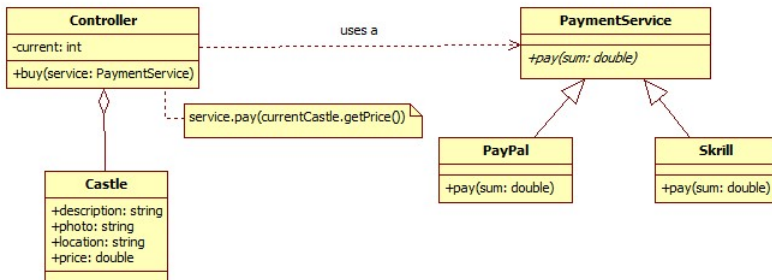 Controller
-current: int
+buy(service: PaymentService)
uses a
PaymentService
+pay(sum: double)
service.pay(currentCastle.getPrice())
PayPal
+pay(sum: double)
Skrill
+pay(sum: double)
Castle
+description: string
+photo: string
+location: string
+price: double